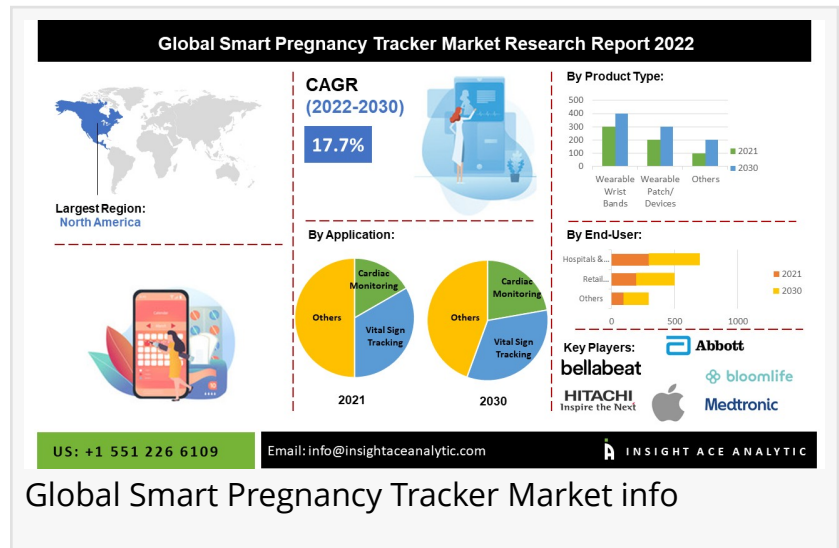 Global Smart Pregnancy Tracker Market Research Report 2022
Largest Region:
North America
CAGR
(2022-2030)
17.7%
By Product Type:
500
400
300
200
100
0
Wearable
Wrist
Bands
Wearable
Patch/
Devices
Others
2021
2030
By Application:
Cardiac
Monitoring
Others
Vital Sign
Tracking
2021
Cardiac
Monitoring
Others
Vital Sign
Tracking
2030
By End-User:
Hospitals &...
Retail...
Others
0
500
1000
2021
2030
Key Players:
Abbott
bellabeat
bloomlife
HITACHI
Inspire the Next
Medtronic
US: +1 551 226 6109
Email: info@insightaceanalytic.com
INSIGHT ACE ANALYTIC
Global Smart Pregnancy Tracker Market info